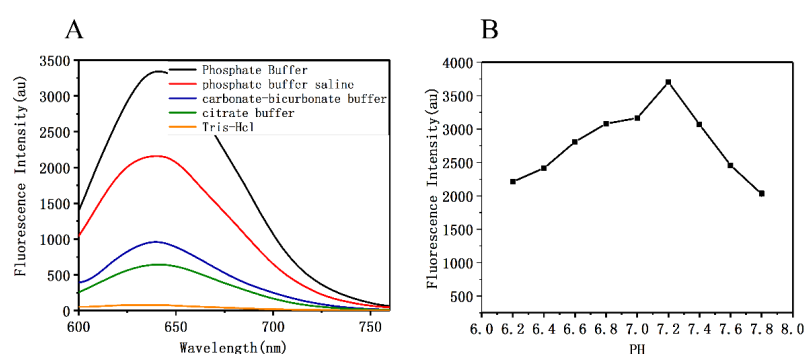 A
Fluorescence Intensity(au)
3500
3000
2500
2000
1500
1000
500
0
Phosphate Buffer
phosphate buffer saline
carbonate-bicurbonate buffer
citrate buffer
Tris-Hcl
600 650 700 750
Wavelength(nm)
B
Fluorescence Intensity(au)
4000
3500
3000
2500
2000
1500
1000
500
6.0 6.2 6.4 6.6 6.8 7.0 7.2 7.4 7.6 7.8 8.0
PH